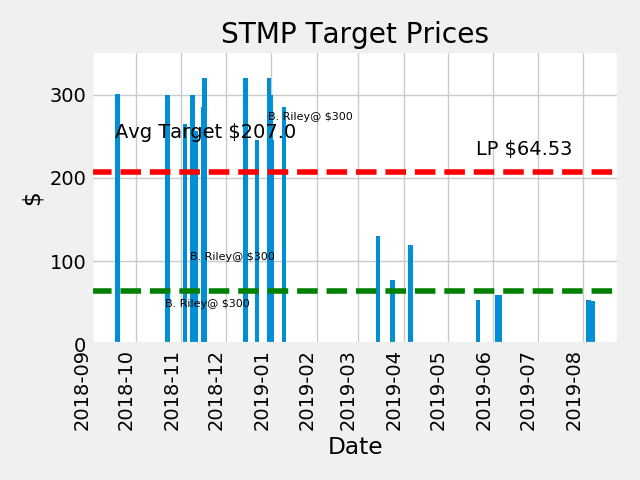 STMP Target Prices
300
B. Riley@ $300
Avg Target $207.0
LP $64.53
200
$
B. Riley@ $300
100
B. Riley@ $300
0
2018-09
2018-10
2018-11
2018-12
2019-01
2019-02
2019-03
2019-04
2019-05
2019-06
2019-07
2019-08
Date